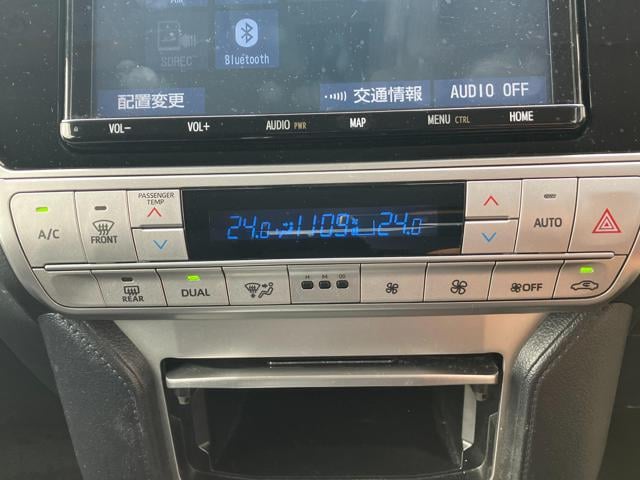 SDREC
Bluetooth
配置変更
交通情報
AUDIO OFF
VOL-
VOL+
AUDIO PWR
MAP
MENU CTRL
HOME
PASSENGER TEMP
A/C
FRONT
24.0
1109
24.0
AUTO
REAR
DUAL
H M
OFF